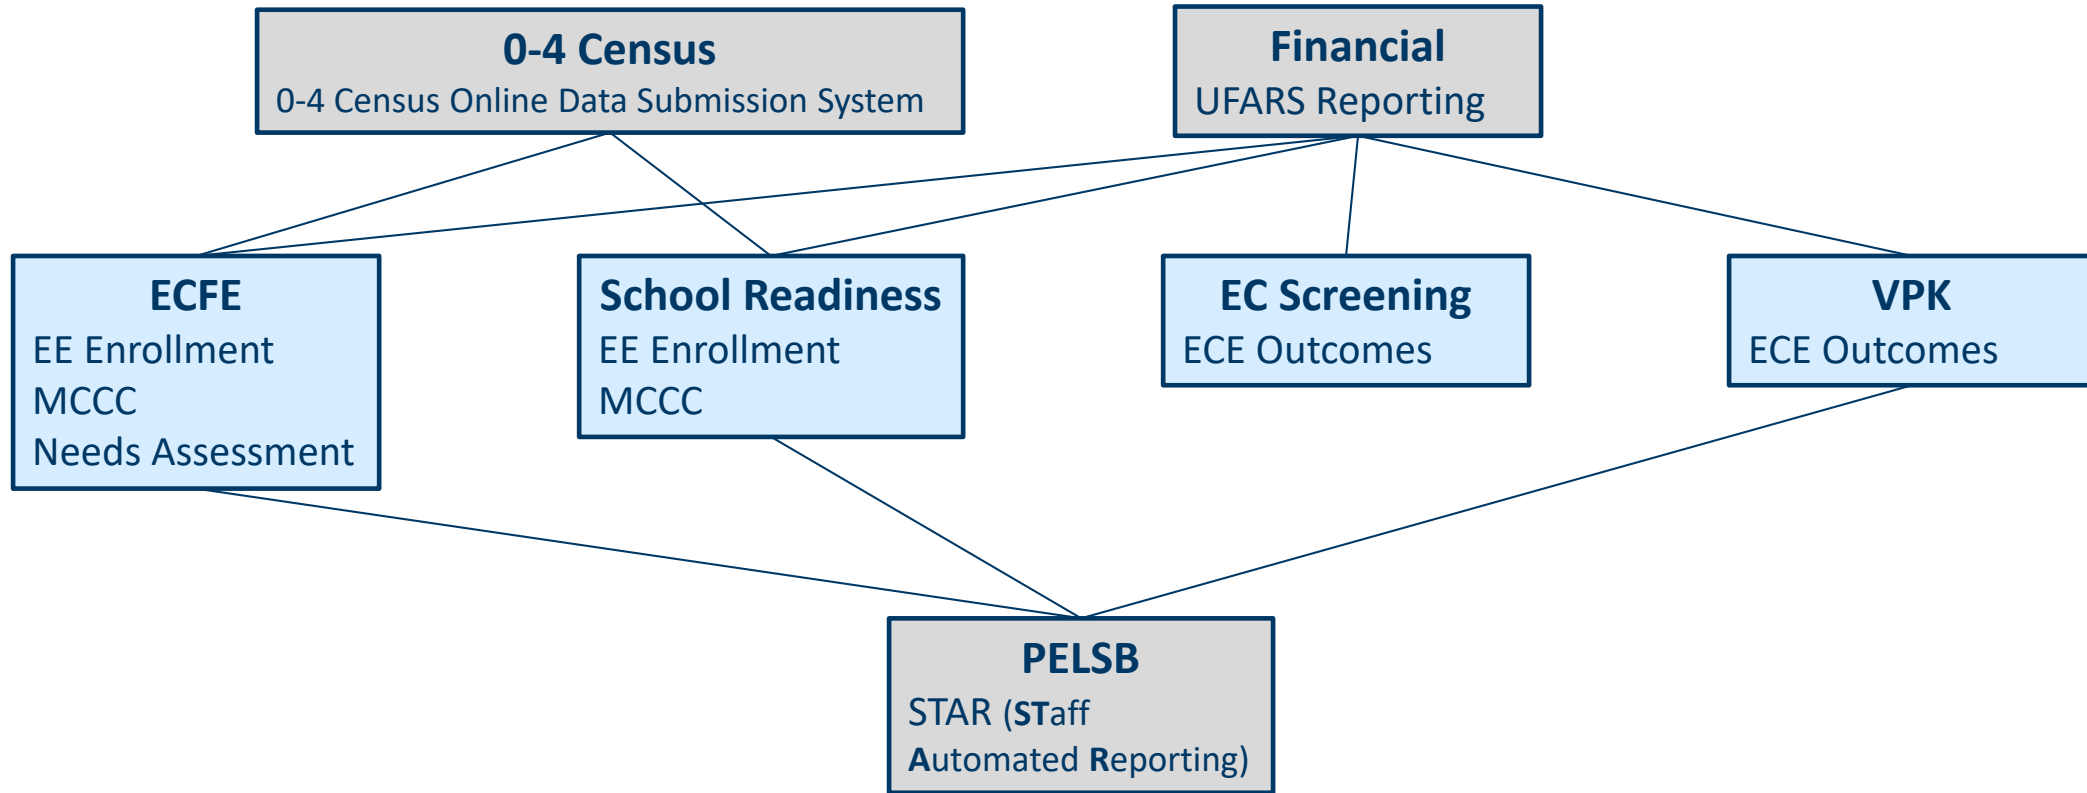 0-4 Census
0-4 Census Online Data Submission System
Financial
UFARS Reporting
ECFE
EE Enrollment
MCCC
Needs Assessment
School Readiness
EE Enrollment
MCCC
EC Screening
ECE Outcomes
VPK
ECE Outcomes
PELSB
STAR (STaff
Automated Reporting)